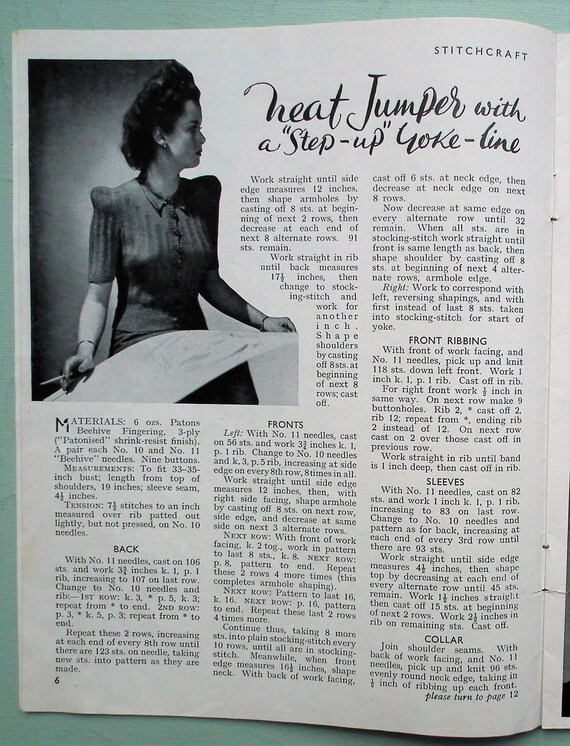 STITCHCRAFT
Neat Jumper with
a "Step-up" Yoke-line
MATERIALS: 6 ozs. Patons
Beehive Fingering, 3-ply
("Patonised" shrink-resist finish).
A pair each No. 10 and No. 11
"Beehive" needles. Nine buttons.
MEASUREMENTS: To fit 33-35-
inch bust; length from top of
shoulders, 19 inches; sleeve seam,
4½ inches.
TENSION: 7½ stitches to an inch
measured over rib patted out
lightly, but not pressed, on No. 10
needles.
BACK
With No. 11 needles, cast on 106
sts. and work 3¾ inches k. 1, p. 1
rib, increasing to 107 on last row.
Change to No. 10 needles and
rib:—1ST ROW: k. 3, * p. 5, k. 3;
repeat from * to end. 2ND ROW:
p. 3, * k. 5, p. 3; repeat from * to
end.
Repeat these 2 rows, increasing
at each end of every 8th row until
there are 123 sts. on needle, taking
new sts. into pattern as they are
made.
6
Work straight until side
edge measures 12 inches,
then shape armholes by
casting off 8 sts. at begin-
ning of next 2 rows, then
decrease at each end of
next 8 alternate rows. 91
sts. remain.
Work straight in rib
until back measures
17½ inches, then
change to stock-
ing-stitch and
work for
another
inch.
Shape
shoulders
by casting
off 8 sts. at
beginning
of next 8
rows; cast
off.
FRONTS
Left: With No. 11 needles, cast
on 56 sts. and work 3¾ inches k. 1,
p. 1 rib. Change to No. 10 needles
and k. 3, p. 5 rib, increasing at side
edge on every 8th row, 8 times in all.
Work straight until side edge
measures 12 inches, then, with
right side facing, shape armhole
by casting off 8 sts. on next row,
side edge, and decrease at same
side on next 3 alternate rows.
NEXT ROW: With front of work
facing, k. 2 tog., work in pattern
to last 8 sts., k. 8. NEXT ROW:
p. 8, pattern to end. Repeat
these 2 rows 4 more times (this
completes armhole shaping).
NEXT ROW: Pattern to last 16,
k. 16. NEXT ROW: p. 16, pattern
to end. Repeat these last 2 rows
4 times more.
Continue thus, taking 8 more
sts. into plain stocking-stitch every
10 rows, until all are in stocking-
stitch. Meanwhile, when front
edge measures 16½ inches, shape
neck. With back of work facing,
cast off 6 sts. at neck edge, then
decrease at neck edge on next
8 rows.
Now decrease at same edge on
every alternate row until 32
remain. When all sts. are in
stocking-stitch work straight until
front is same length as back, then
shape shoulder by casting off 8
sts. at beginning of next 4 alter-
nate rows, armhole edge.
Right: Work to correspond with
left, reversing shapings, and with
first instead of last 8 sts. taken
into stocking-stitch for start of
yoke.
FRONT RIBBING
With front of work facing, and
No. 11 needles, pick up and knit
118 sts. down left front. Work 1
inch k. 1, p. 1 rib. Cast off in rib.
For right front work ½ inch in
same way. On next row make 9
buttonholes. Rib 2, * cast off 2,
rib 12; repeat from *, ending rib
2 instead of 12. On next row
cast on 2 over those cast off in
previous row.
Work straight in rib until band
is 1 inch deep, then cast off in rib.
SLEEVES
With No. 11 needles, cast on 82
sts. and work 1 inch k. 1, p. 1 rib,
increasing to 83 on last row.
Change to No. 10 needles and
pattern as for back, increasing at
each end of every 3rd row until
there are 93 sts.
Work straight until side edge
measures 4½ inches, then shape
top by decreasing at each end of
every alternate row until 45 sts.
remain. Work 1½ inches straight
then cast off 15 sts. at beginning
of next 2 rows. Work 2½ inches in
rib on remaining sts. Cast off.
COLLAR
Join shoulder seams. With
back of work facing, and No. 11
needles, pick up and knit 96 sts.
evenly round neck edge, taking in
½ inch of ribbing up each front.
please turn to page 12